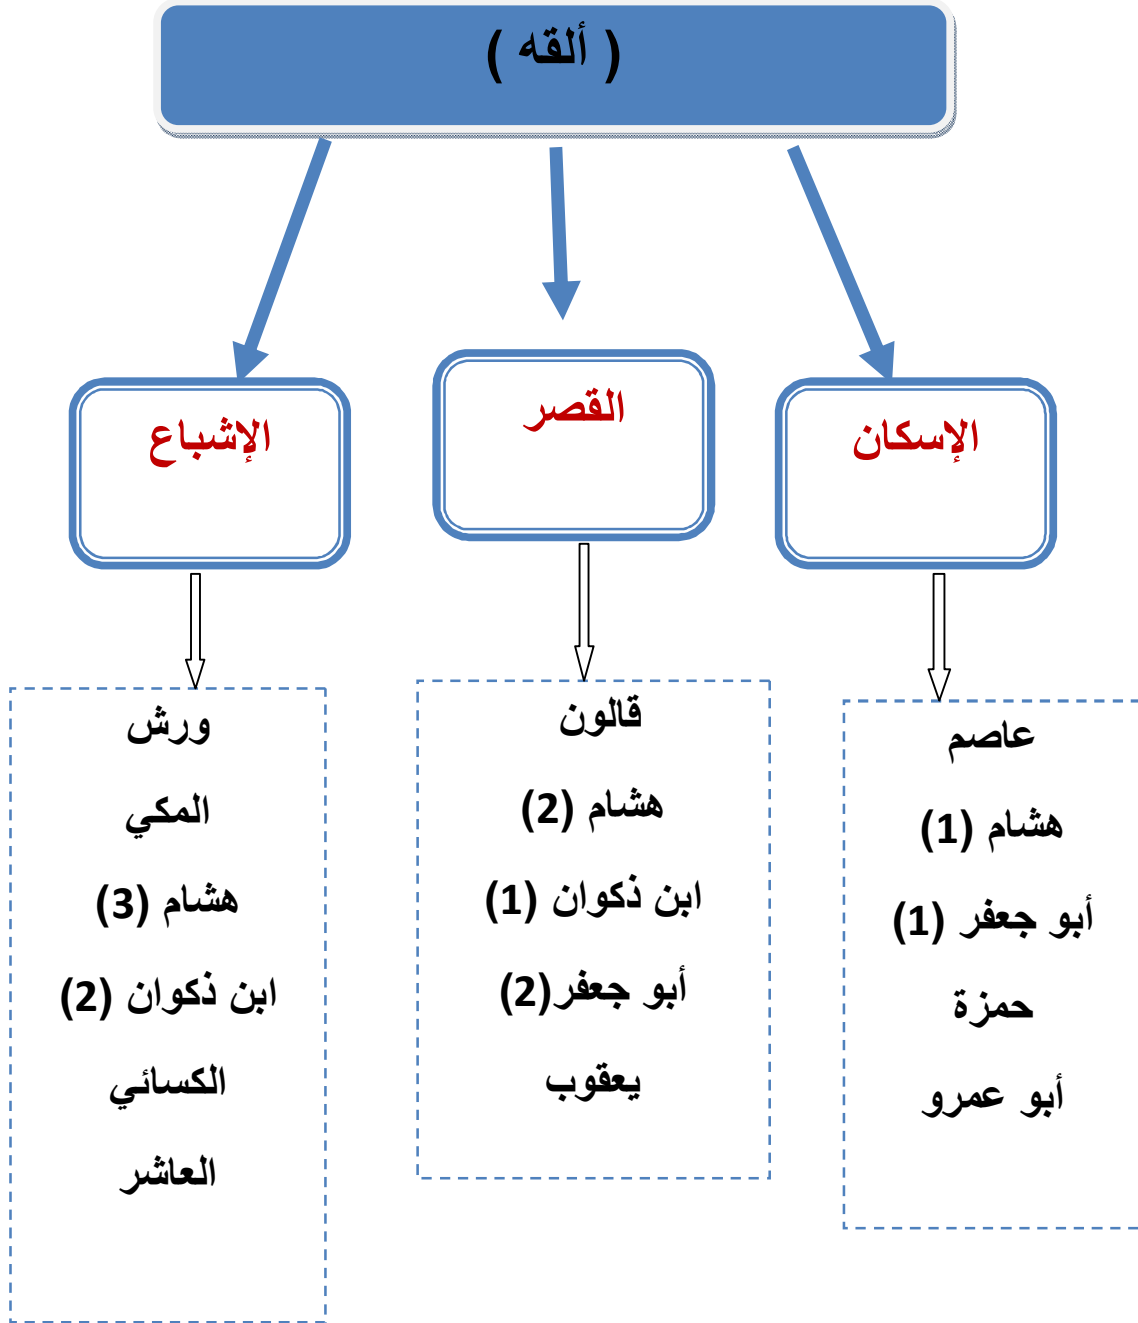 ( ألقه )
الإسكان
عاصم
هشام (1)
أبو جعفر (1)
حمزة
أبو عمرو
القصر
قالون
هشام (2)
ابن ذكوان (1)
أبو جعفر(2)
يعقوب
الإشباع
ورش
المكي
هشام (3)
ابن ذكوان (2)
الكسائي
العاشر